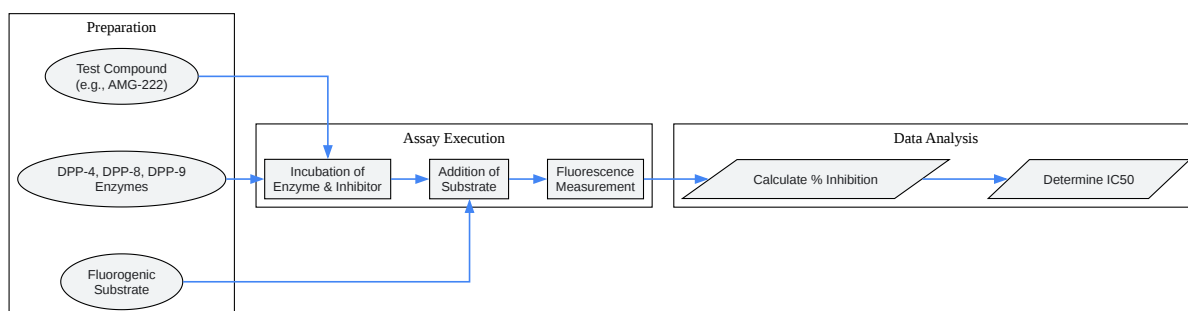 Preparation
Test Compound
(e.g., AMG-222)
DPP-4, DPP-8, DPP-9
Enzymes
Fluorogenic
Substrate
Assay Execution
Incubation of
Enzyme & Inhibitor
Addition of
Substrate
Fluorescence
Measurement
Data Analysis
Calculate % Inhibition
Determine IC50